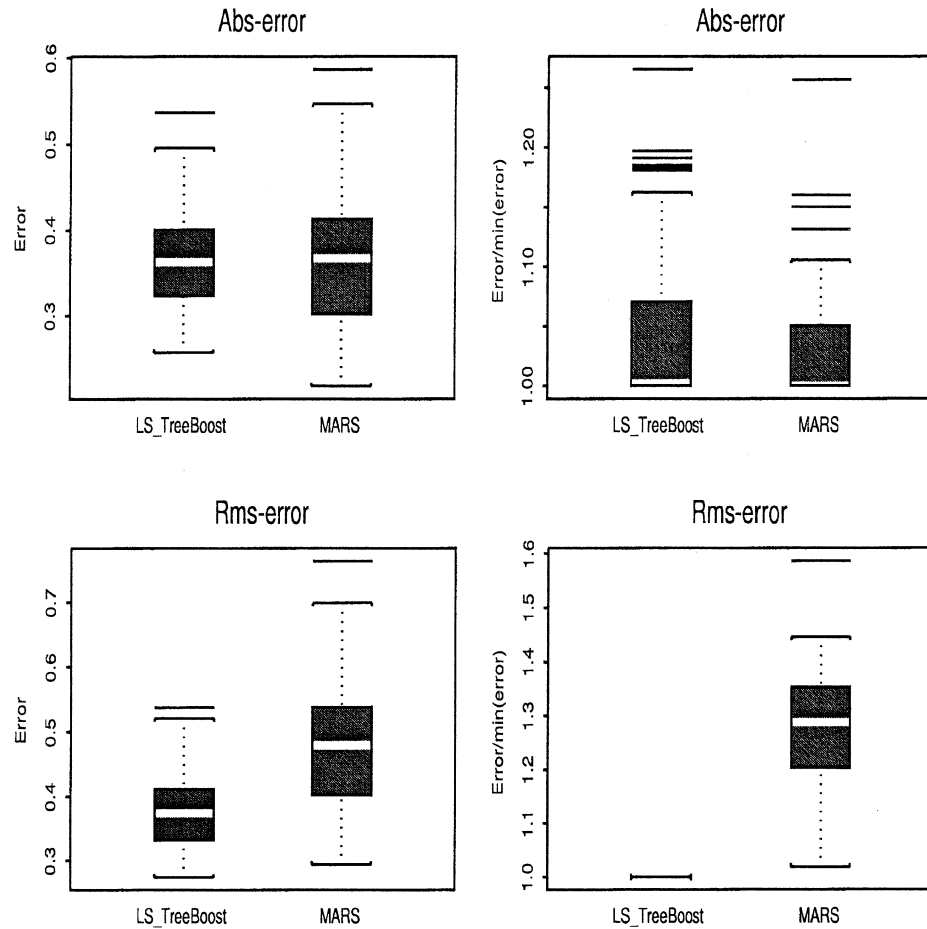 Abs-error
Error
0.6
0.5
0.4
0.3
LS_TreeBoost
MARS
Abs-error
Error/min(error)
1.20
1.10
1.00
LS_TreeBoost
MARS
Rms-error
Error
0.7
0.6
0.5
0.4
0.3
LS_TreeBoost
MARS
Rms-error
Error/min(error)
1.6
1.5
1.4
1.3
1.2
1.1
1.0
LS_TreeBoost
MARS